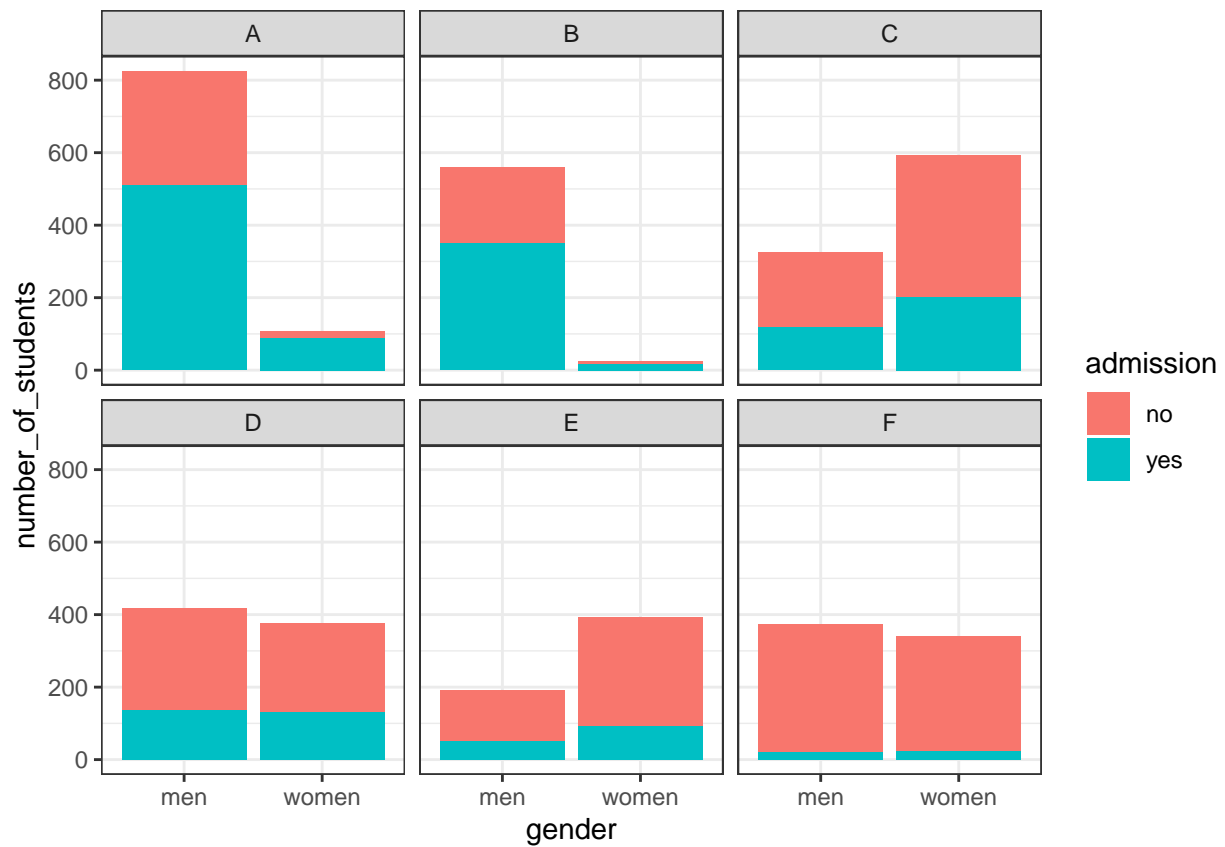 A
B
C
800
600
400
200
0
D
E
F
800
600
400
200
0
men
women
men
women
men
women
gender
number_of_students
admission
no
yes